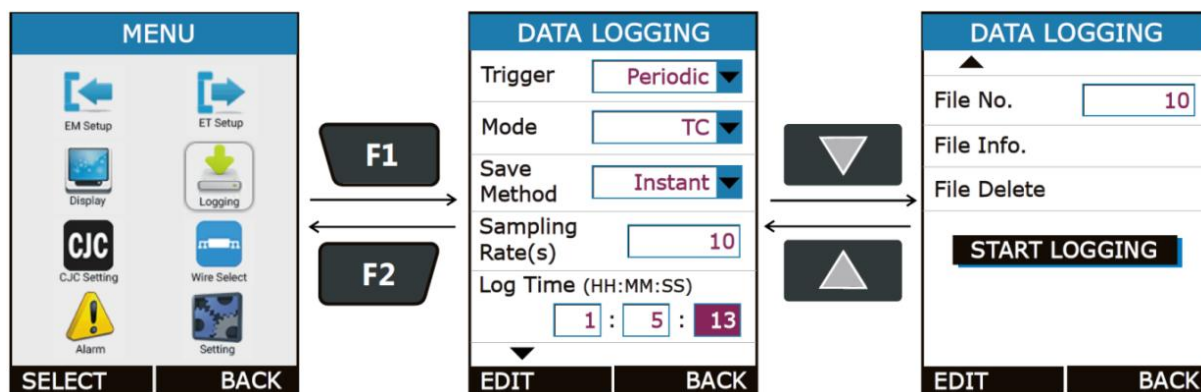 MENU
EM Setup
ET Setup
Display
Logging
CJC
CJC Setting
Wire Select
Alarm
Setting
SELECT
BACK
F1
F2
DATA LOGGING
Trigger
Periodic
Mode
TC
Save
Method
Instant
Sampling
Rate(s)
10
Log Time (HH:MM:SS)
1 : 5 : 13
EDIT
BACK
DATA LOGGING
File No.
10
File Info.
File Delete
START LOGGING
EDIT
BACK